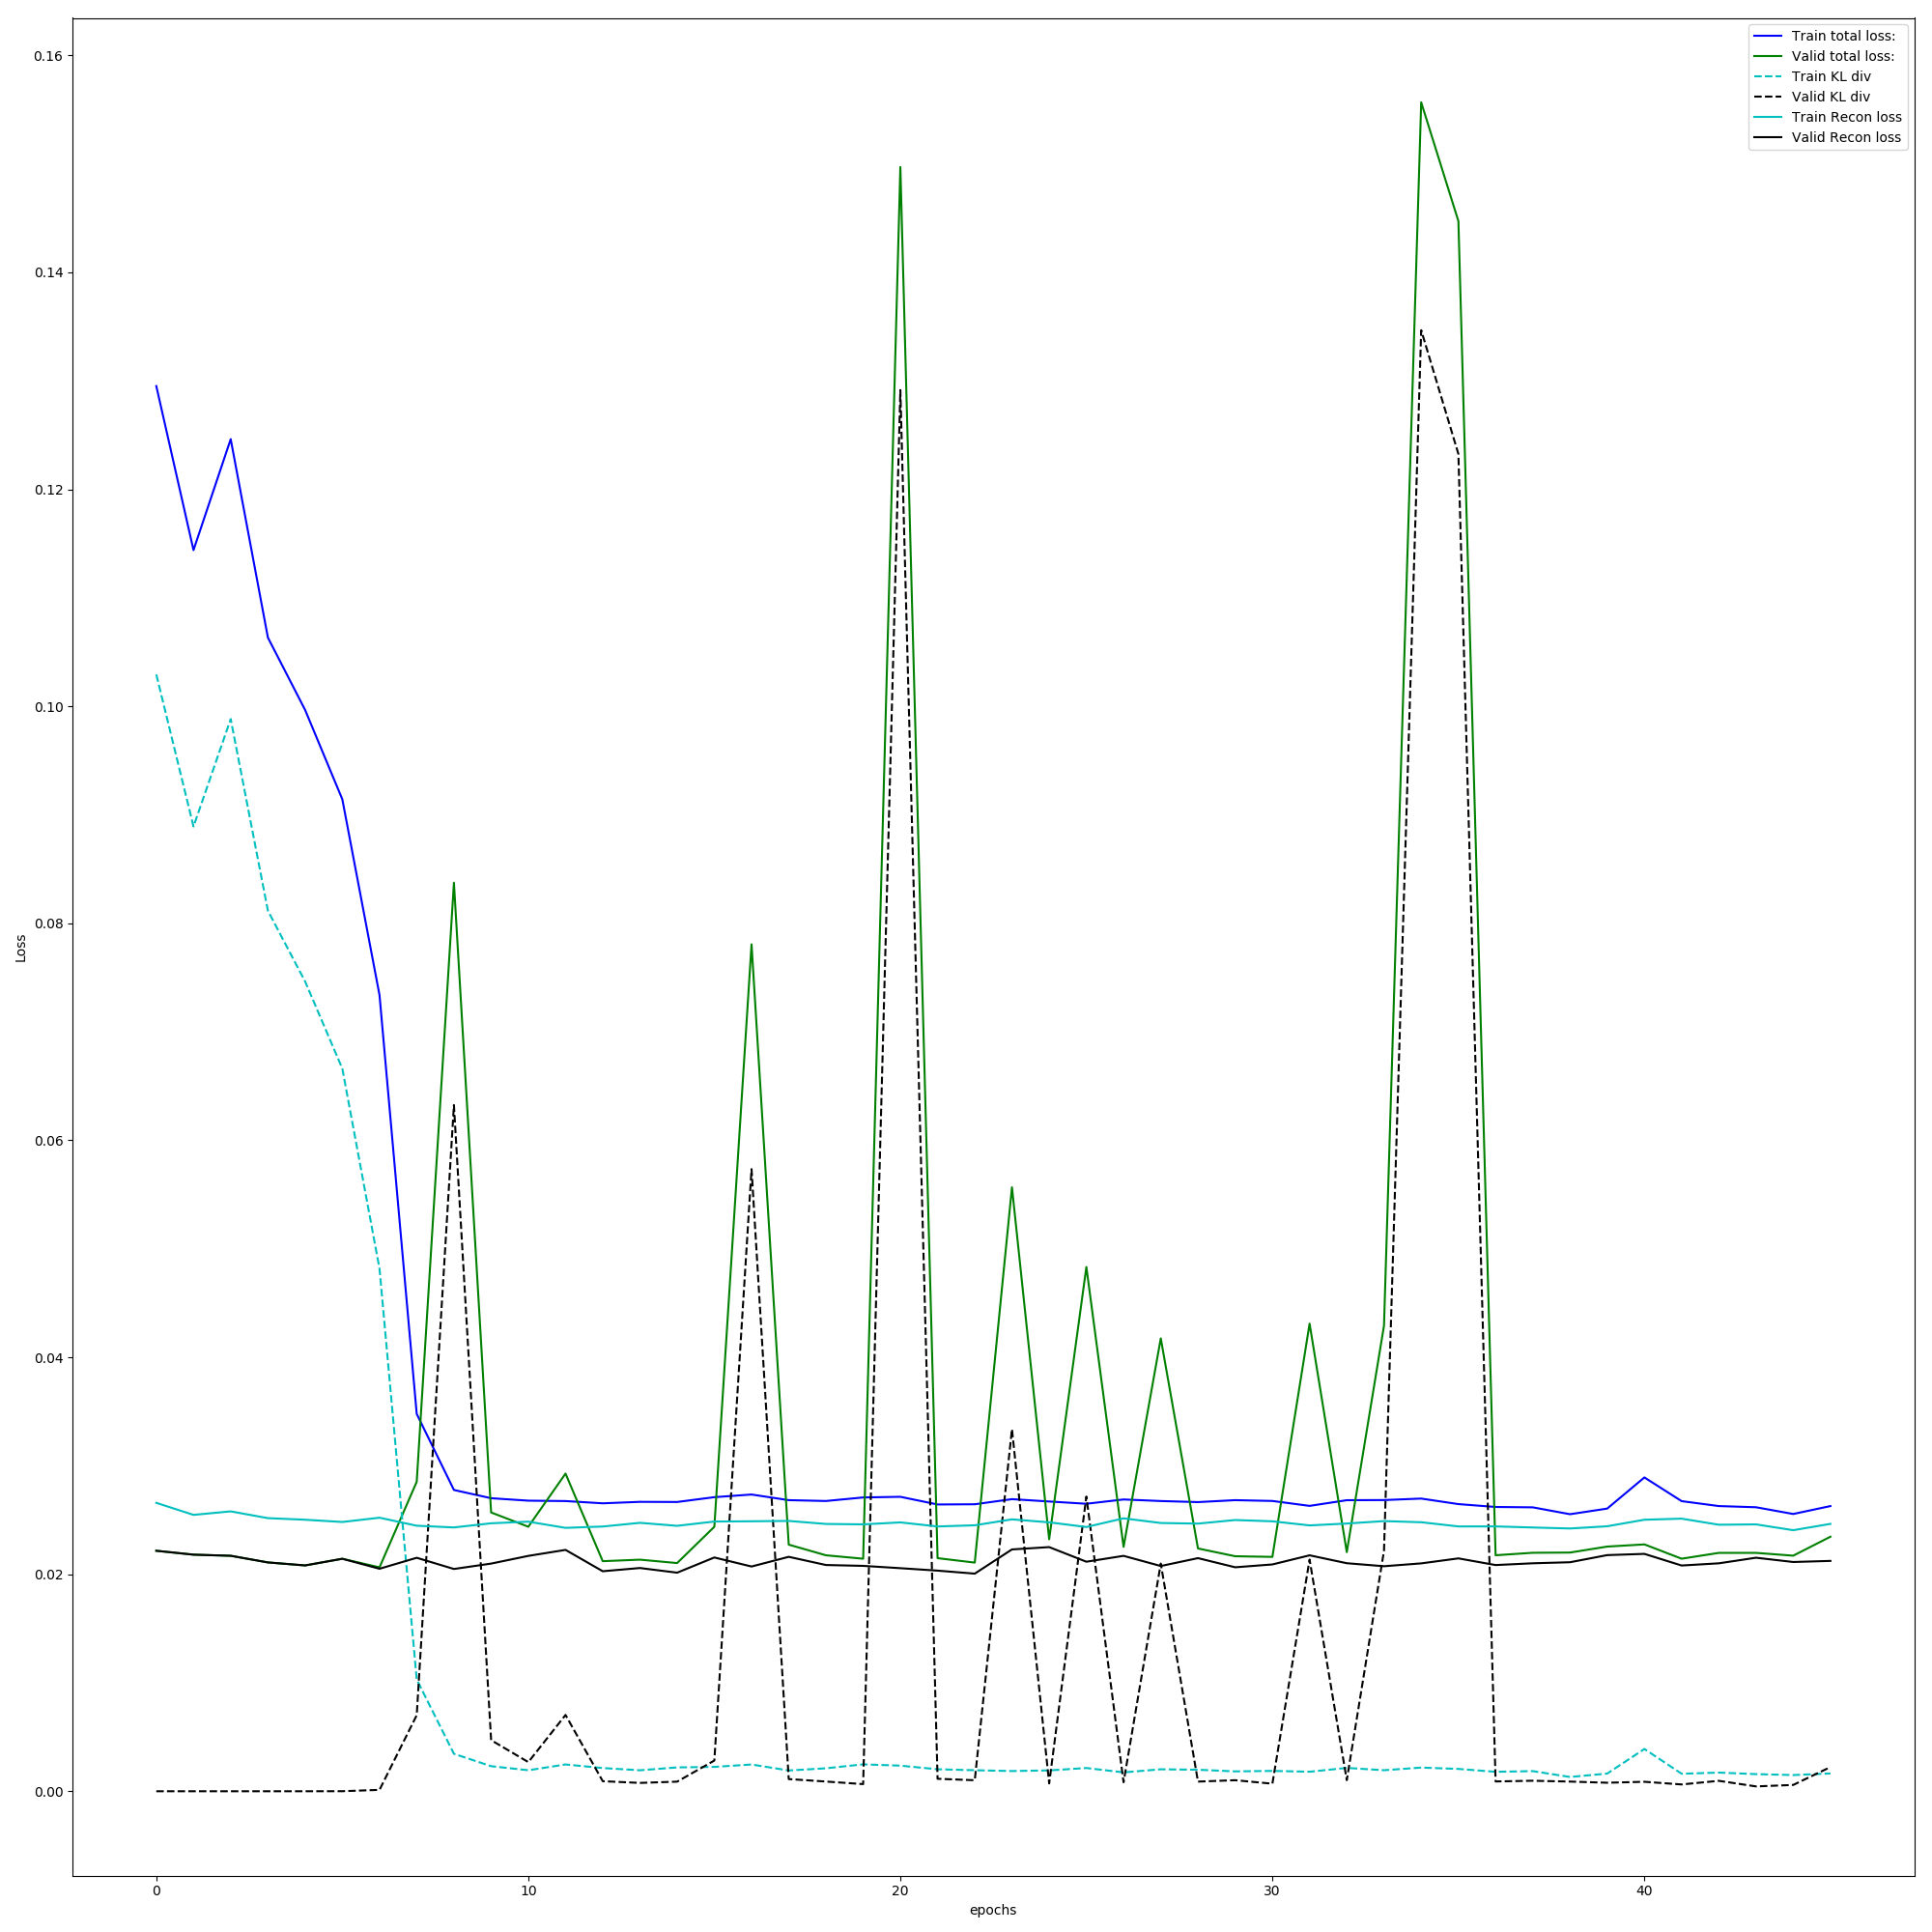 Train total loss:
Valid total loss:
Train KL div
Valid KL div
Train Recon loss
Valid Recon loss
0.16
0.14
0.12
0.10
0.08
0.06
0.04
0.02
0.00
Loss
0 10 20 30 40
epochs